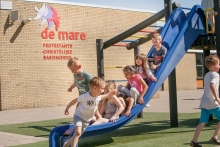 de mare
PROTESTANTS
CHRISTELIJKE
BASISSCHOOL